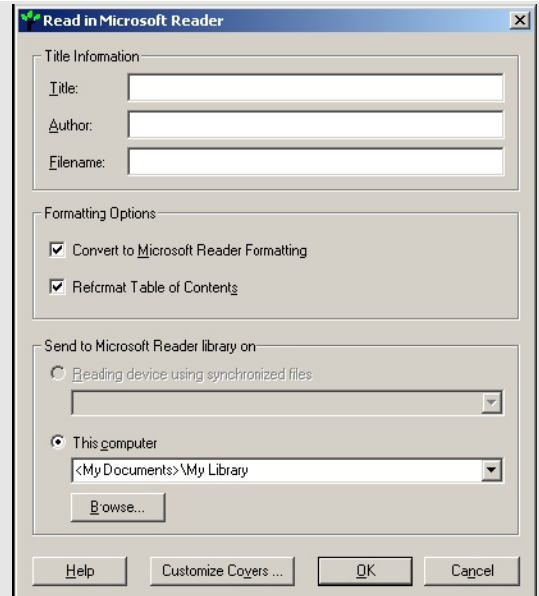 Read in Microsoft Reader
Title Information
Title:
Author:
Filename:
Formatting Options
Convert to Microsoft Reader Formatting
Reformat Table of Contents
Send to Microsoft Reader library on
Reading device using synchronized files
This computer
<My Documents>\My Library
Browse...
Help Customize Covers ... OK Cancel